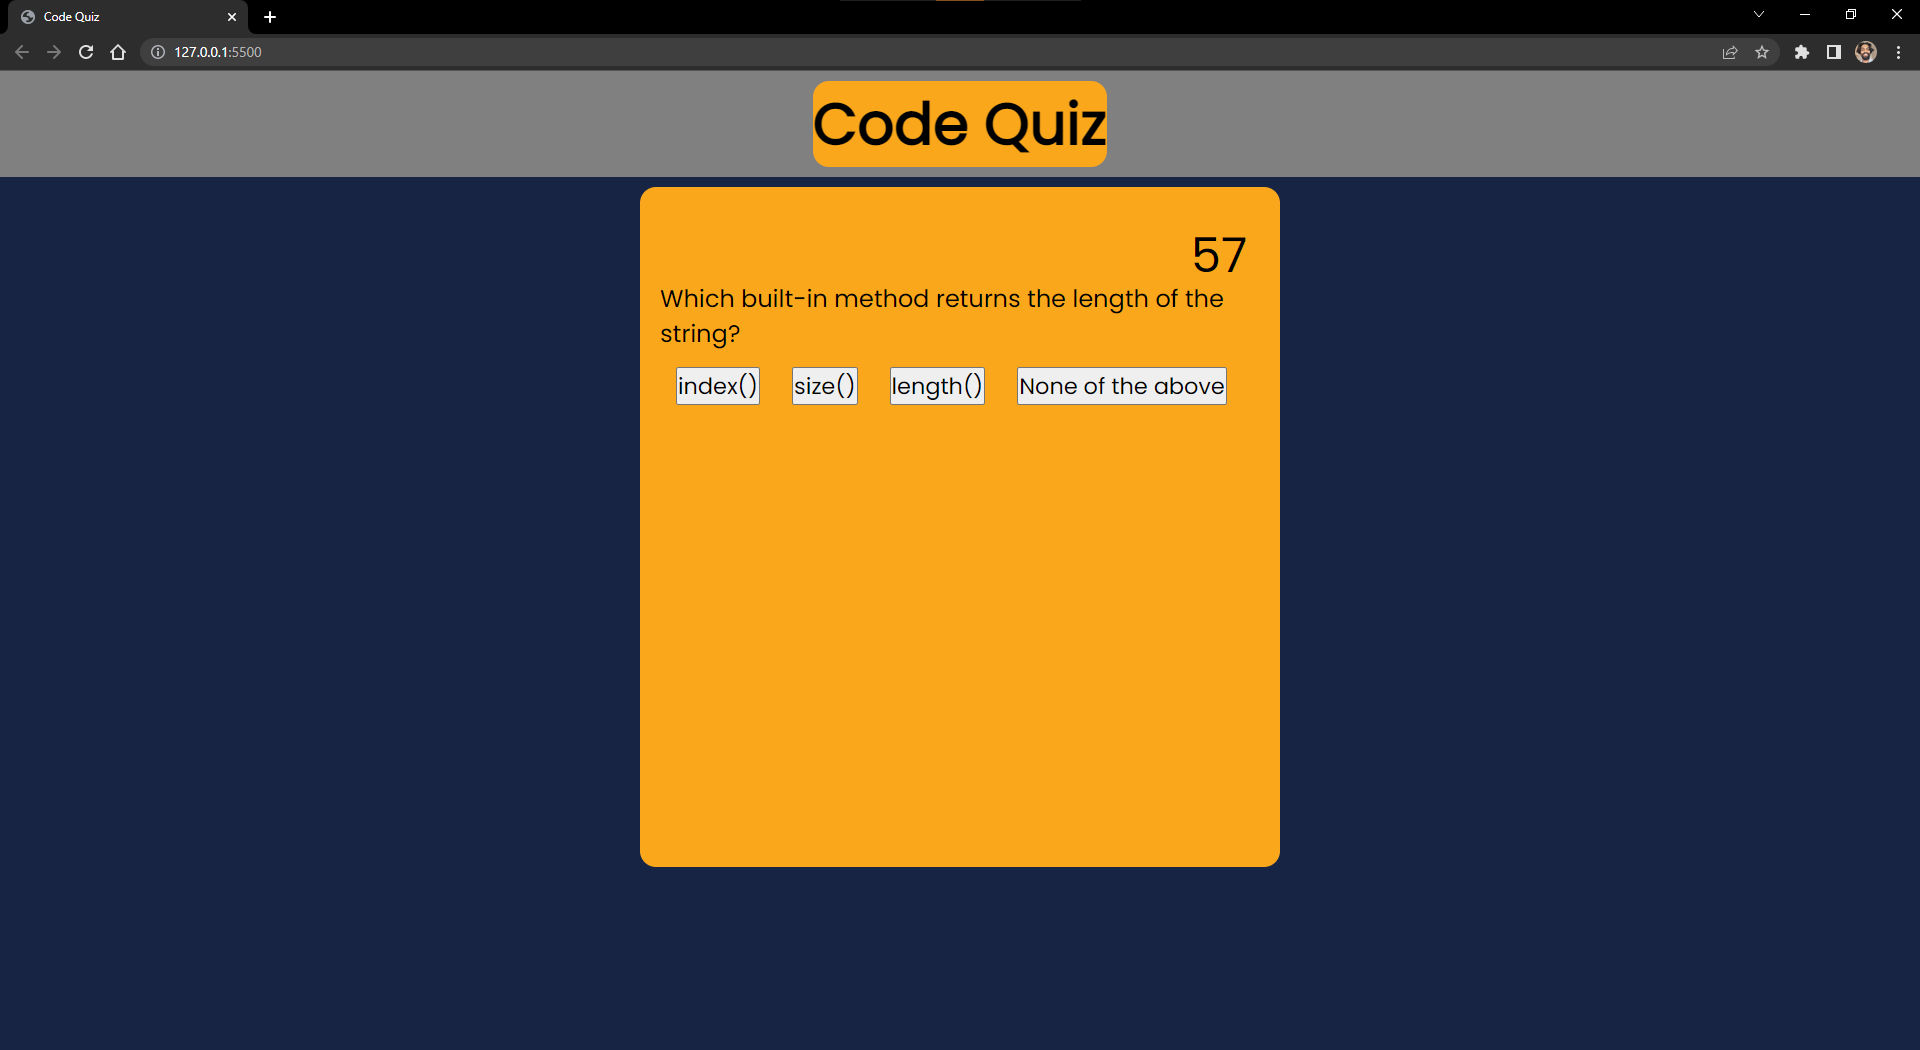 Code Quiz
127.0.0.1:5500
Code Quiz
57
Which built-in method returns the length of the
string?
index() size() length() None of the above